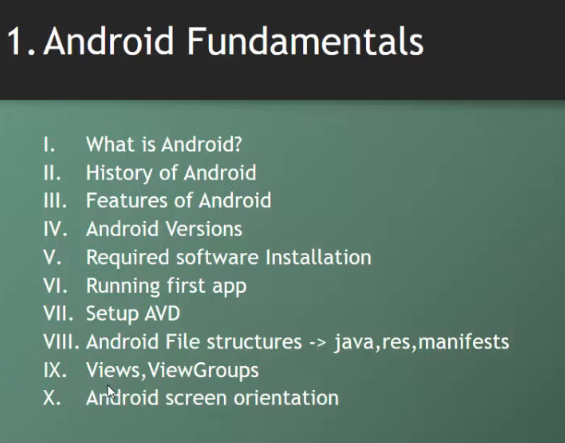 1. Android Fundamentals
I. What is Android?
II. History of Android
III. Features of Android
IV. Android Versions
V. Required software Installation
VI. Running first app
VII. Setup AVD
VIII. Android File structures -> java,res,manifests
IX. Views,ViewGroups
X. Android screen orientation